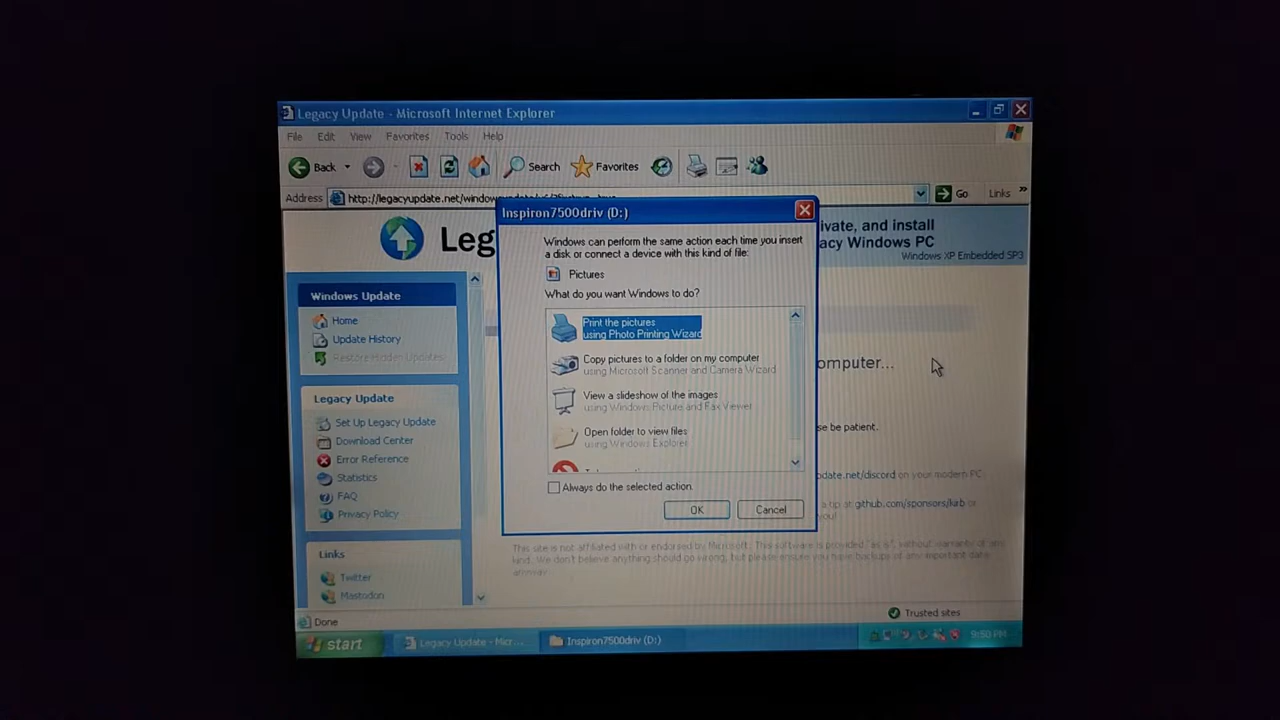 Legacy Update - Microsoft Internet Explorer
File Edit View Favorites Tools Help
Back Search Favorites
Address http://legacyupdate.net/window Go Links »
Inspiron7500driv (D:)
Windows can perform the same action each time you insert
a disk or connect a device with this kind of file:
Pictures
What do you want Windows to do?
Print the pictures
using Photo Printing Wizard
Copy pictures to a folder on my computer
using Microsoft Scanner and Camera Wizard
View a slideshow of the images
using Windows Picture and Fax Viewer
Open folder to view files
using Windows Explorer
Always do the selected action.
OK Cancel
Leg
ivate, and install
acy Windows PC
Windows XP Embedded SP3
Windows Update
Home
Update History
Restore Hidden Updates
Legacy Update
Set Up Legacy Update
Download Center
Error Reference
Statistics
FAQ
Privacy Policy
Links
Twitter
Mastodon
omputer...
se be patient.
pdate.net/discord on your modern PC.
a tip at github.com/sponsors/kirb or
you!
This site is not affiliated with or endorsed by Microsoft. This software is provided "as is", without warranty of any
kind. We don't believe anything should go wrong, but please ensure you have backups of any important data
anyway.
Done Trusted sites
start Legacy Update - Micr... Inspiron7500driv (D:) 9:50 PM